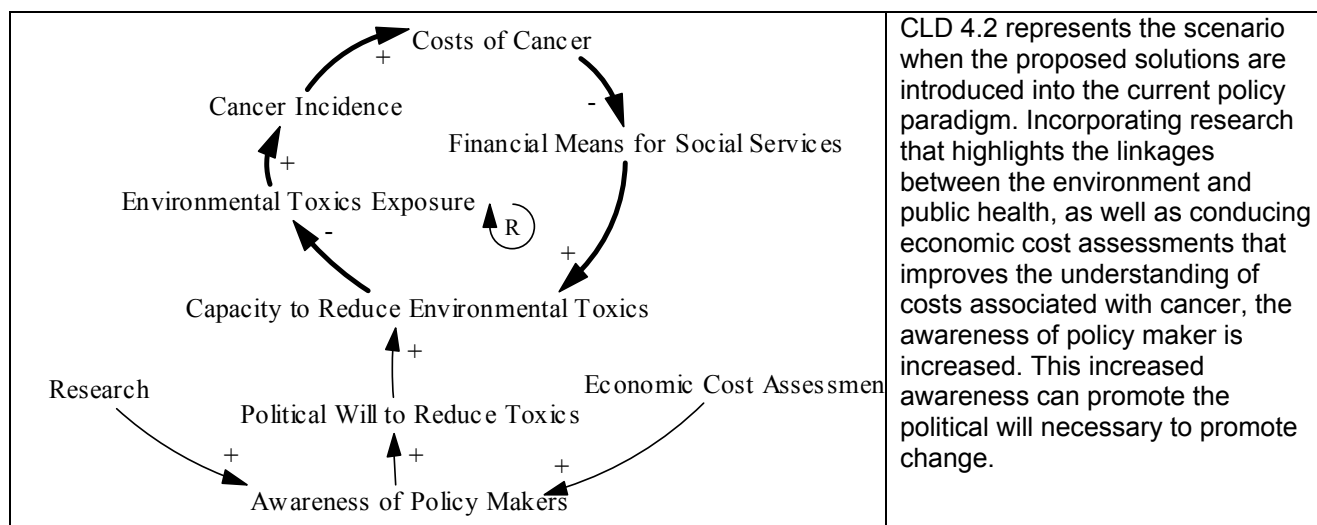 Costs of Cancer
+
-
Cancer Incidence
Financial Means for Social Services
+
Environmental Toxics Exposure
R
-
+
Capacity to Reduce Environmental Toxics
+
Research
Economic Cost Assessmen
Political Will to Reduce Toxics
+
+
+
Awareness of Policy Makers
CLD 4.2 represents the scenario
when the proposed solutions are
introduced into the current policy
paradigm. Incorporating research
that highlights the linkages
between the environment and
public health, as well as conducing
economic cost assessments that
improves the understanding of
costs associated with cancer, the
awareness of policy maker is
increased. This increased
awareness can promote the
political will necessary to promote
change.